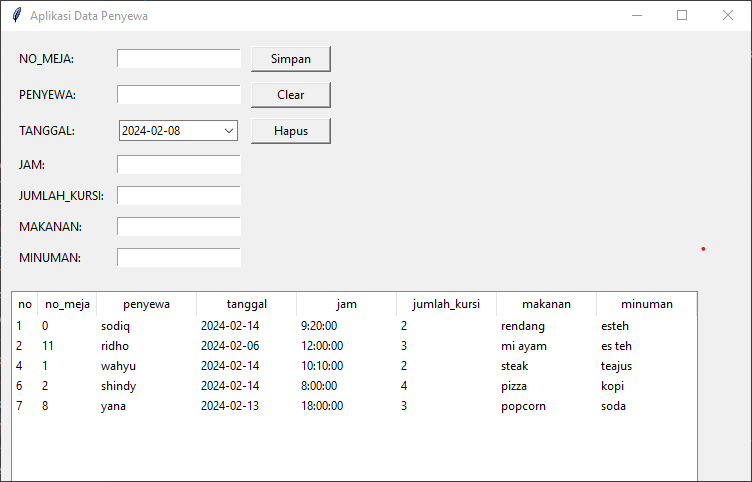 Aplikasi Data Penyewa
NO_MEJA: Simpan
PENYEWA: Clear
TANGGAL: 2024-02-08 Hapus
JAM:
JUMLAH_KURSI:
MAKANAN:
MINUMAN:
no no_meja penyewa tanggal jam jumlah_kursi makanan minuman
1 0 sodiq 2024-02-14 9:20:00 2 rendang esteh
2 11 ridho 2024-02-06 12:00:00 3 mi ayam es teh
4 1 wahyu 2024-02-14 10:10:00 2 steak teajus
6 2 shindy 2024-02-14 8:00:00 4 pizza kopi
7 8 yana 2024-02-13 18:00:00 3 popcorn soda